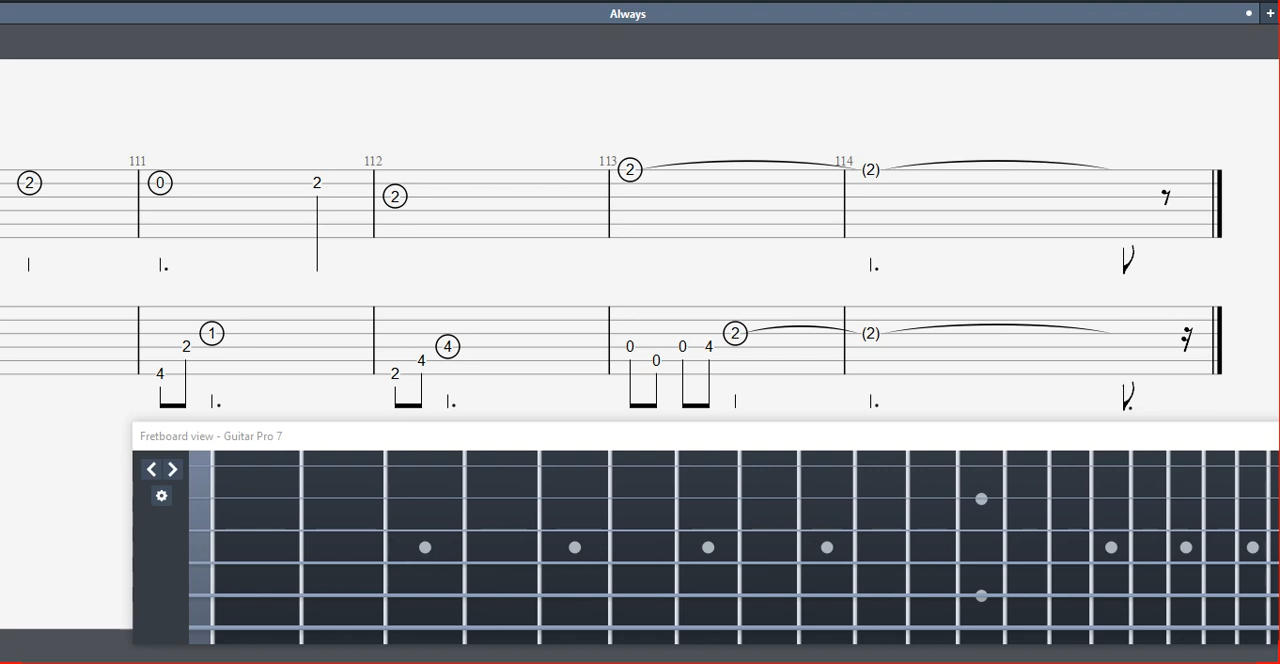 Always
111 112 113 114
2 0 2 2 2 (2)
2 1 4 4 0 0 4 2 (2)
4 2 0
Fretboard view - Guitar Pro 7